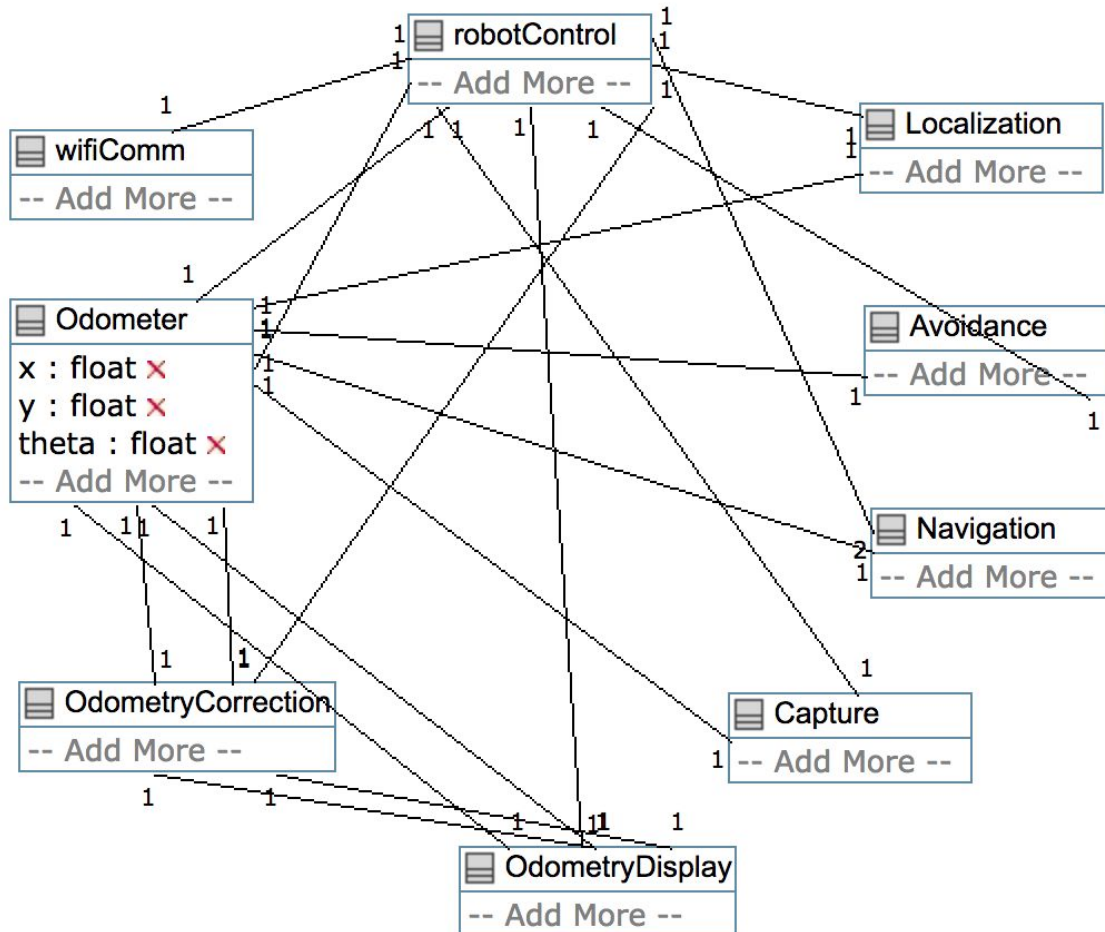 1
1
robotControl
1
1
-- Add More --
1
1
1
1
1
1
wifiComm
-- Add More --
Localization
1
1
-- Add More --
1
Odometer
x : float
y : float
theta : float
-- Add More --
1
1
1
1
Avoidance
-- Add More --
1
1
Navigation
2
1
-- Add More --
1
1
1
1
1
1
OdometryCorrection
-- Add More --
1
Capture
1
-- Add More --
1
1
1
1
1
1
OdometryDisplay
-- Add More --